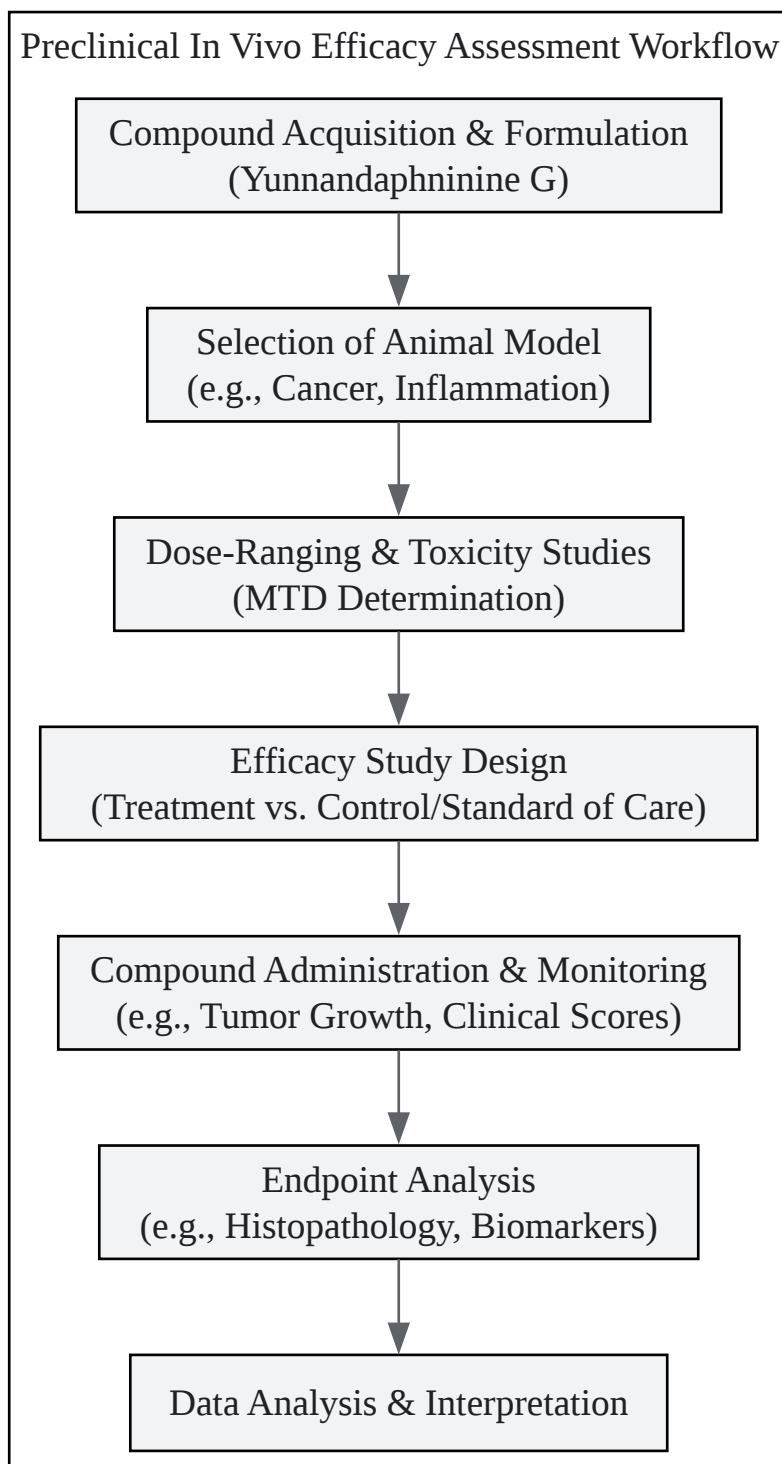 Preclinical In Vivo Efficacy Assessment Workflow
Compound Acquisition & Formulation
(Yunnandaphninine G)
Selection of Animal Model
(e.g., Cancer, Inflammation)
Dose-Ranging & Toxicity Studies
(MTD Determination)
Efficacy Study Design
(Treatment vs. Control/Standard of Care)
Compound Administration & Monitoring
(e.g., Tumor Growth, Clinical Scores)
Endpoint Analysis
(e.g., Histopathology, Biomarkers)
Data Analysis & Interpretation